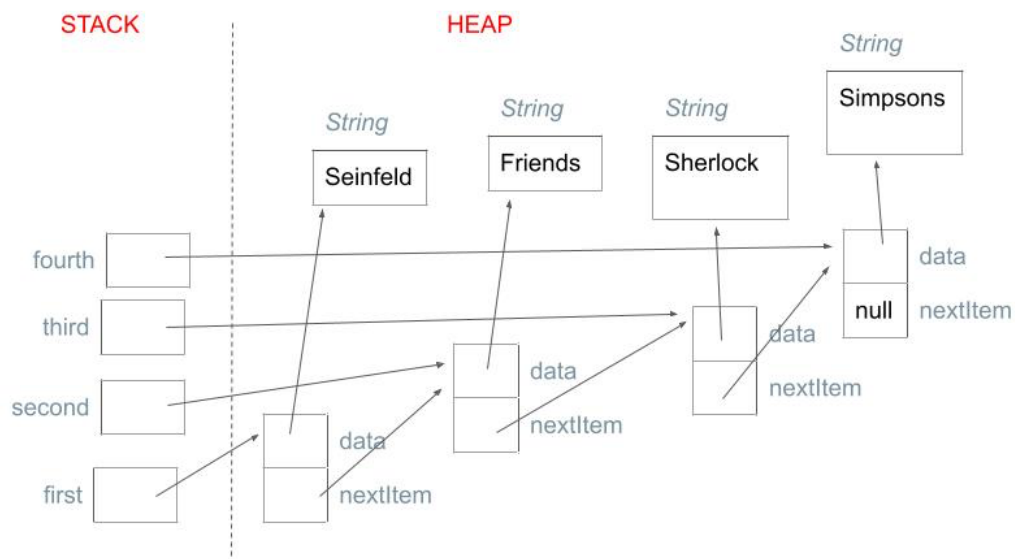 STACK
HEAP
String
Simpsons
String
Friends
String
Sherlock
String
Seinfeld
fourth
data
null
nextItem
third
data
nextItem
second
data
nextItem
first
data
nextItem